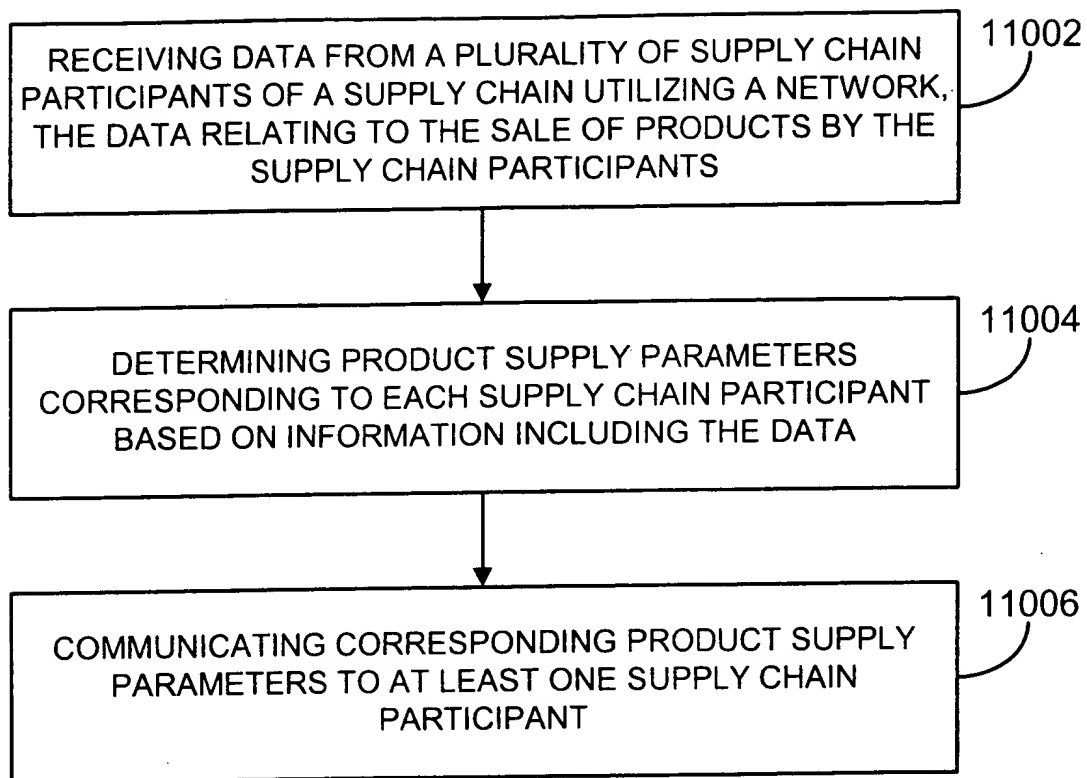 RECEIVING DATA FROM A PLURALITY OF SUPPLY CHAIN
PARTICIPANTS OF A SUPPLY CHAIN UTILIZING A NETWORK,
THE DATA RELATING TO THE SALE OF PRODUCTS BY THE
SUPPLY CHAIN PARTICIPANTS
11002
DETERMINING PRODUCT SUPPLY PARAMETERS
CORRESPONDING TO EACH SUPPLY CHAIN PARTICIPANT
BASED ON INFORMATION INCLUDING THE DATA
11004
COMMUNICATING CORRESPONDING PRODUCT SUPPLY
PARAMETERS TO AT LEAST ONE SUPPLY CHAIN
PARTICIPANT
11006